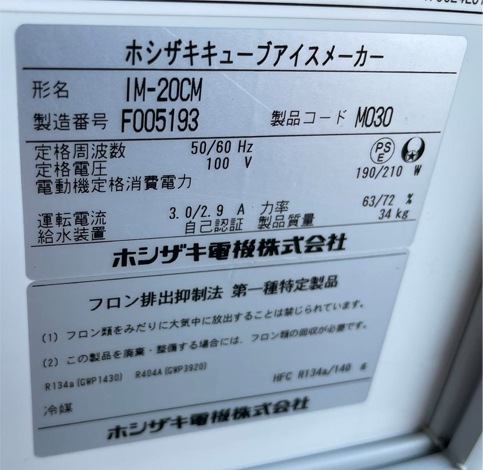 ホシザキキューブアイスメーカー
形名 IM-20CM
製造番号 F005193 製品コード M030
定格周波数 50/60 Hz
定格電圧 100 V PSE
電動機定格消費電力 190/210 W
運転電流 3.0/2.9 A 力率 63/72 %
給水装置 自己認証 製品質量 34 kg
ホシザキ電機株式会社
フロン排出抑制法 第一種特定製品
(1) フロン類をみだりに大気中に放出することは禁じられています。
(2) この製品を廃棄・整備する場合には、フロン類の回収が必要です。
R134a(GWP1430) R404A(GWP3920)
冷媒 HFC R134a/140 g
ホシザキ電機株式会社